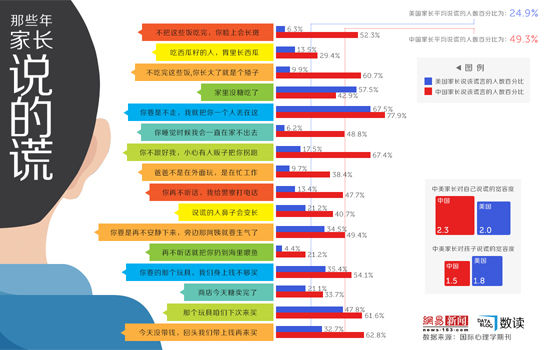 那些年
家长
说的谎
美国家长平均说谎的人数百分比为: 24.9%
中国家长平均说谎的人数百分比为: 49.3%
图 例
美国家长说该谎言的人数百分比
中国家长说该谎言的人数百分比
不把这些饭吃完，你脸上会长斑
6.3%
52.3%
吃西瓜籽的人，胃里长西瓜
13.5%
29.4%
不吃完这些饭,你长大了就是个矮子
9.9%
60.7%
家里没糖吃了
57.5%
42.9%
你要是不走，我就把你一个人丢在这
67.5%
77.9%
你睡觉时候我会一直在家不出去
6.2%
48.8%
你不跟好我，小心有人贩子把你拐跑
17.5%
67.4%
爸爸不是在外面玩，是在忙工作
9.7%
38.4%
你再不听话，我给警察打电话
13.4%
47.7%
说谎的人鼻子会变长
21.2%
40.7%
你要是再不安静下来，旁边那阿姨就要生气了
34.5%
49.4%
再不听话就把你扔到海里喂鱼
4.4%
21.2%
你要的那个玩具，我们身上钱不够买
35.4%
54.1%
商店今天糖卖完了
21.1%
33.7%
那个玩具咱们下次来买
47.8%
61.6%
今天没带钱，回头我们带上钱再来买
32.7%
62.8%
中美家长对自己说谎的宽容度
中国
2.3
美国
2.0
中美家长对孩子说谎的宽容度
中国
1.5
美国
1.8
網易 新闻
news·163.com
DATA BLOG
数读
数据来源：国际心理学期刊